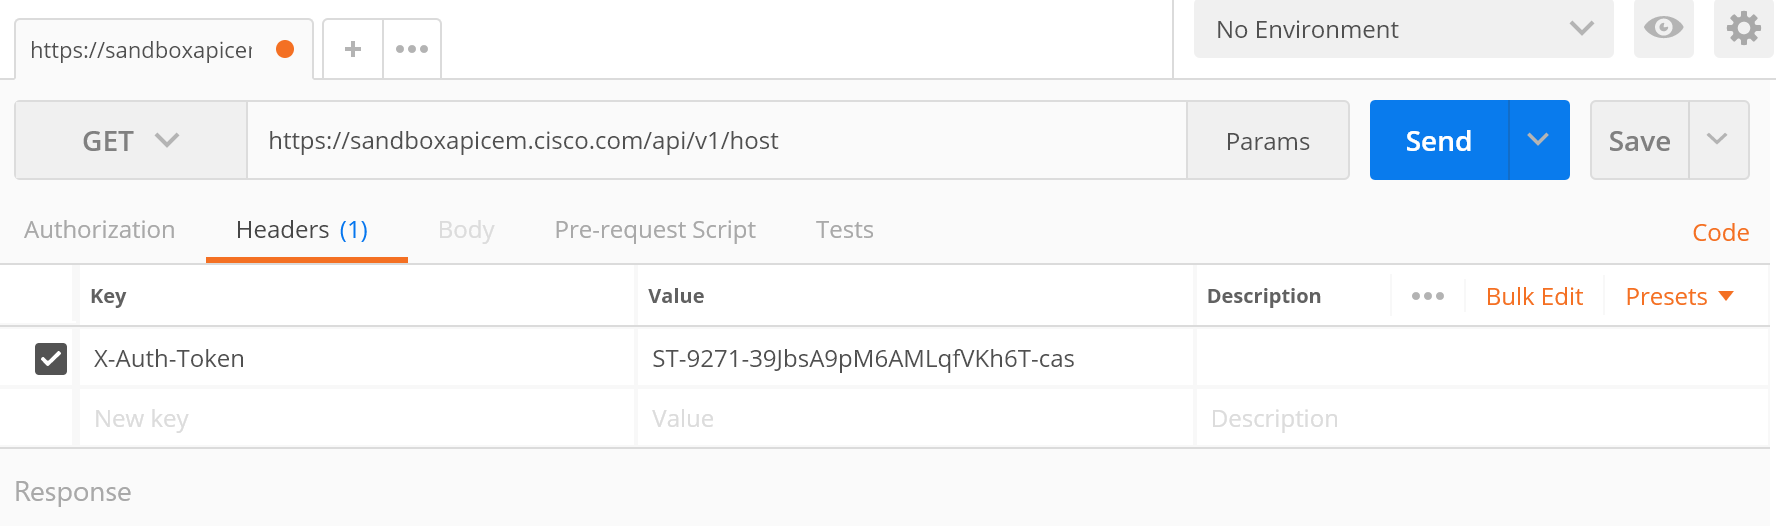 https://sandboxapicem
No Environment
GET https://sandboxapicem.cisco.com/api/v1/host Params Send Save
Authorization Headers (1) Body Pre-request Script Tests Code
Key Value Description Bulk Edit Presets
X-Auth-Token ST-9271-39JbsA9pM6AMLqfVKh6T-cas
New key Value Description
Response